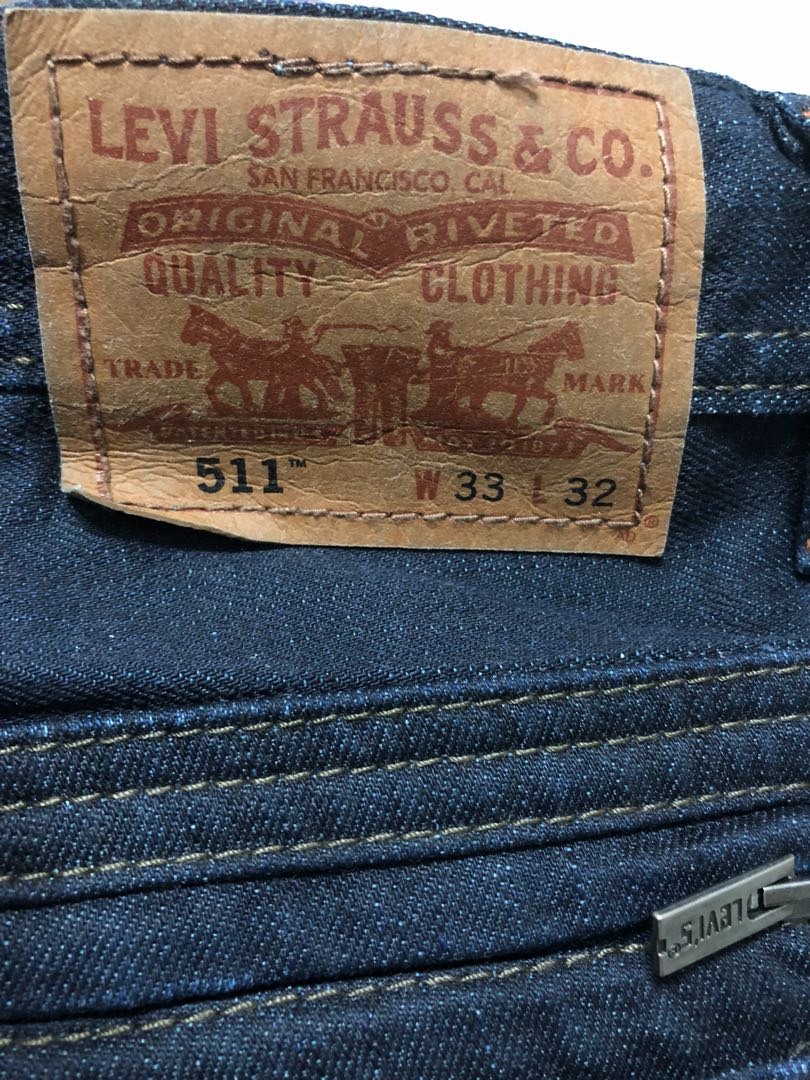 LEVI STRAUSS & CO.
SAN FRANCISCO, CAL.
ORIGINAL RIVETED
QUALITY CLOTHING
TRADE MARK
511™ W 33 L 32
®
LEVI'S®